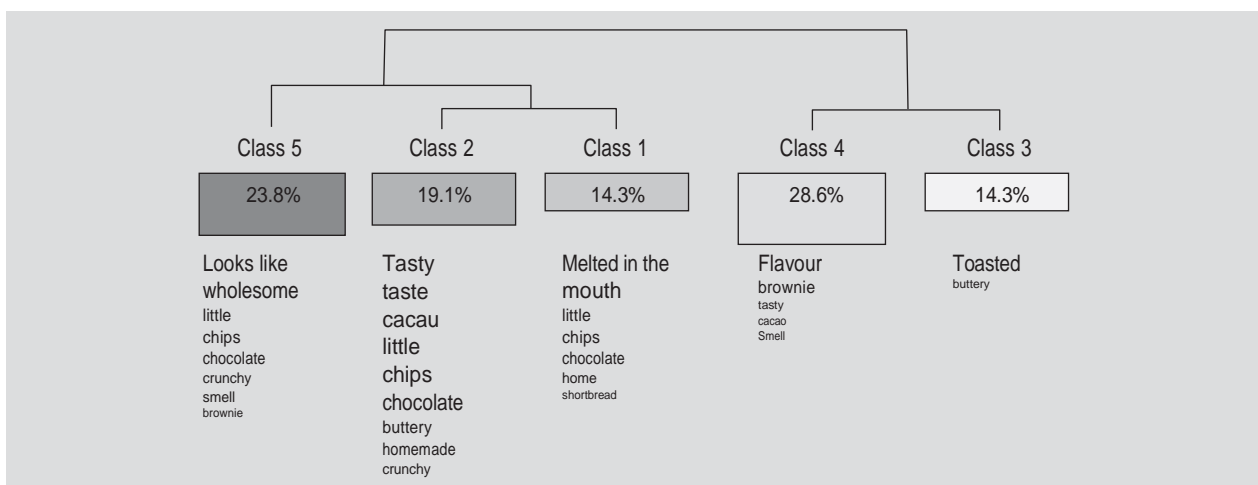 Class 5
23.8%
Looks like
wholesome
little
chips
chocolate
crunchy
smell
brownie
Class 2
19.1%
Tasty
taste
cacau
little
chips
chocolate
buttery
homemade
crunchy
Class 1
14.3%
Melted in the
mouth
little
chips
chocolate
home
shortbread
Class 4
28.6%
Flavour
brownie
tasty
cacao
Smell
Class 3
14.3%
Toasted
buttery